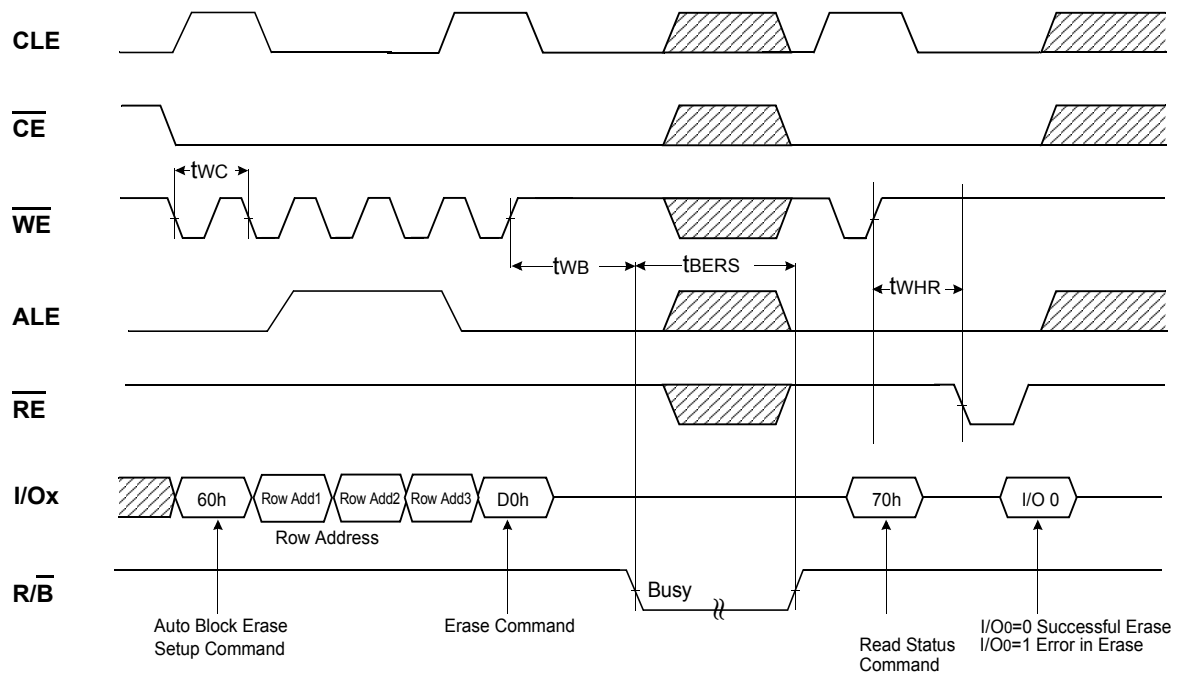 CLE
CE
tWC
WE
tWB
tBERS
tWHR
ALE
RE
I/Ox
60h
Row Add1
Row Add2
Row Add3
D0h
70h
I/O 0
Row Address
R/B
Busy
Auto Block Erase
Setup Command
Erase Command
Read Status
Command
I/O0=0 Successful Erase
I/O0=1 Error in Erase